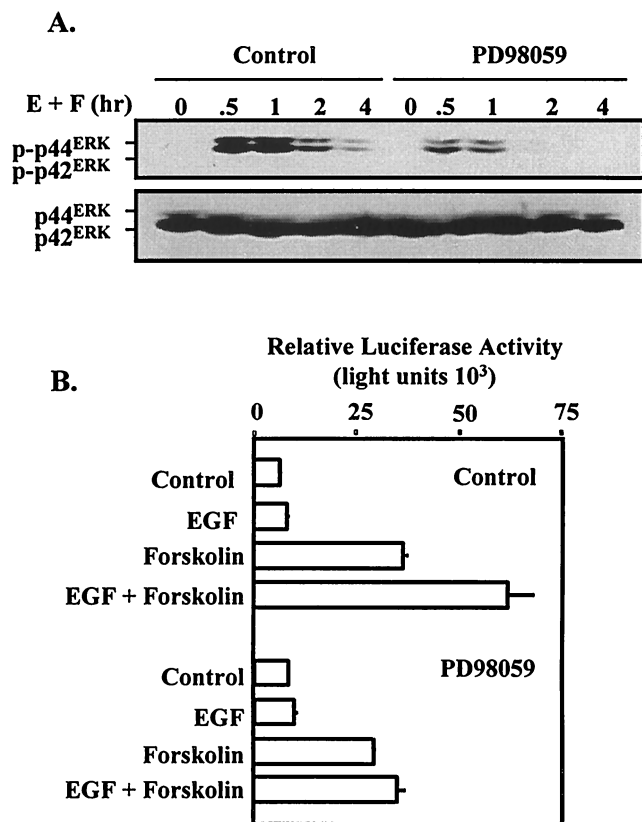 A.
Control PD98059
E + F (hr) 0 .5 1 2 4 0 .5 1 2 4
p-p44ERK
p-p42ERK
p44ERK
p42ERK
B.
Relative Luciferase Activity
(light units 10³)
0 25 50 75
Control Control
EGF
Forskolin
EGF + Forskolin
PD98059
Control
EGF
Forskolin
EGF + Forskolin